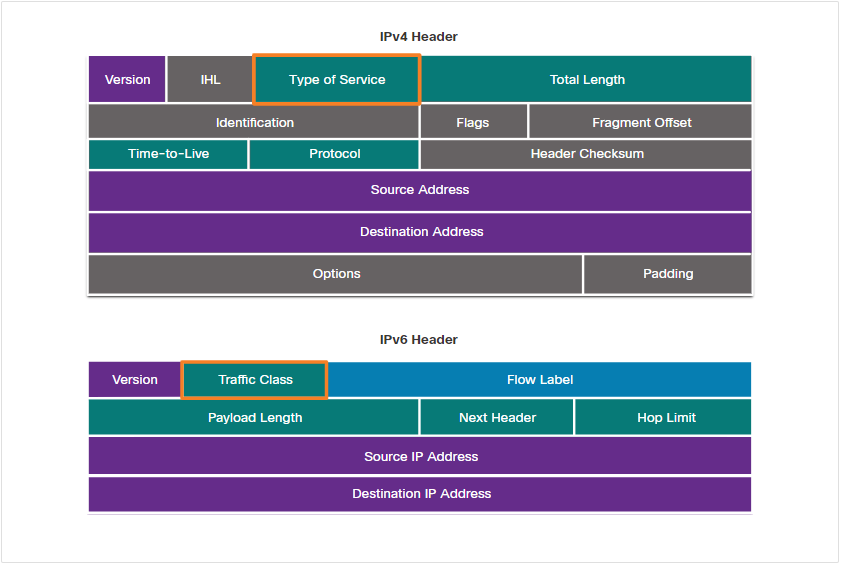 IPv4 Header
Version IHL Type of Service Total Length
Identification Flags Fragment Offset
Time-to-Live Protocol Header Checksum
Source Address
Destination Address
Options Padding
IPv6 Header
Version Traffic Class Flow Label
Payload Length Next Header Hop Limit
Source IP Address
Destination IP Address